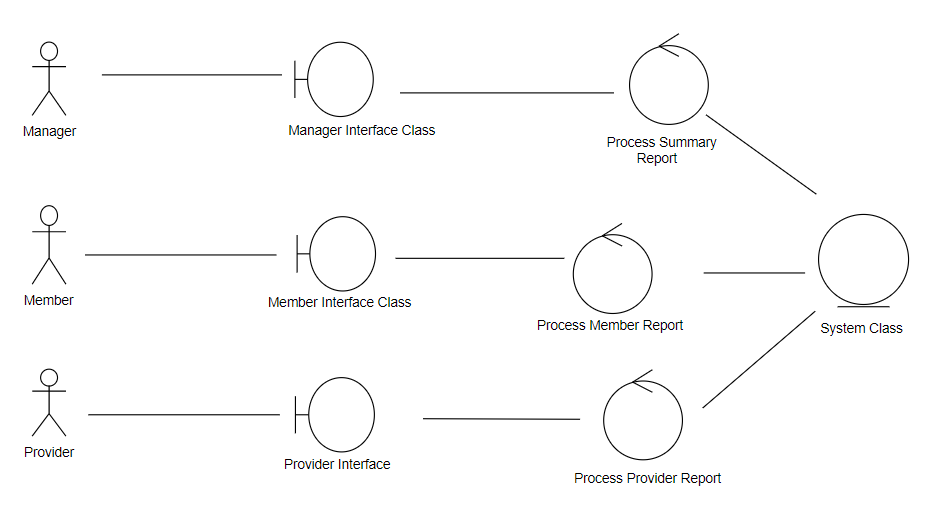 Manager
Manager Interface Class
Process Summary
Report
Member
Member Interface Class
Process Member Report
System Class
Provider
Provider Interface
Process Provider Report